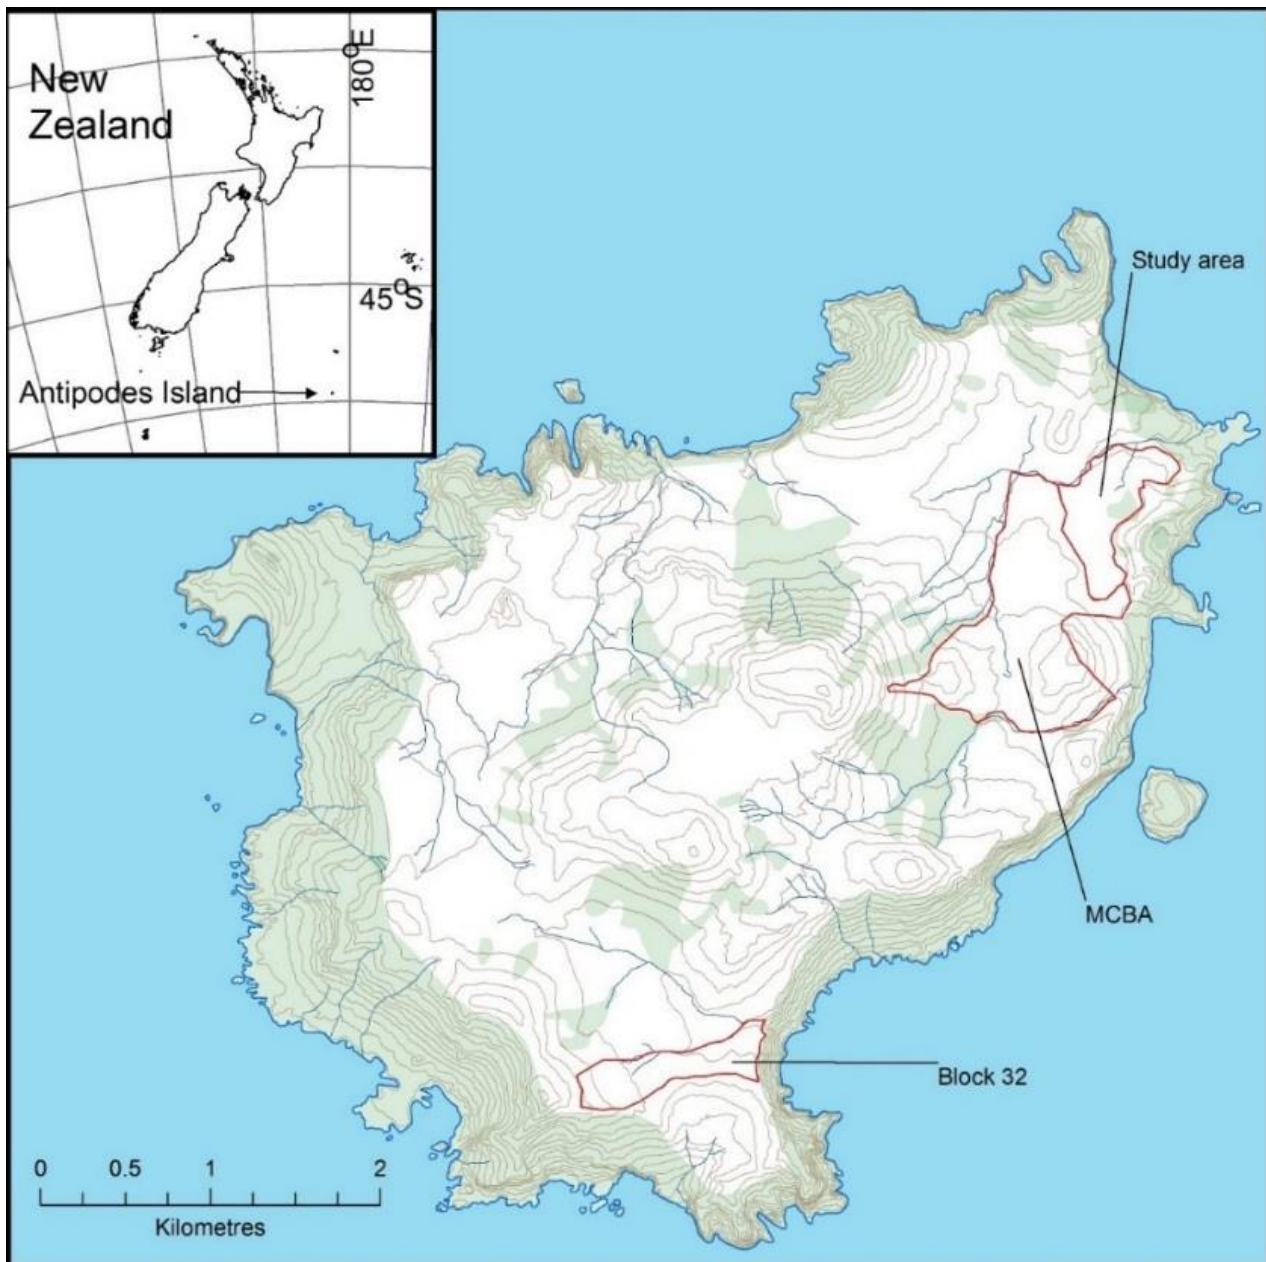 New
Zealand
180°E
45°S
Antipodes Island
Study area
MCBA
Block 32
0 0.5 1 2
Kilometres